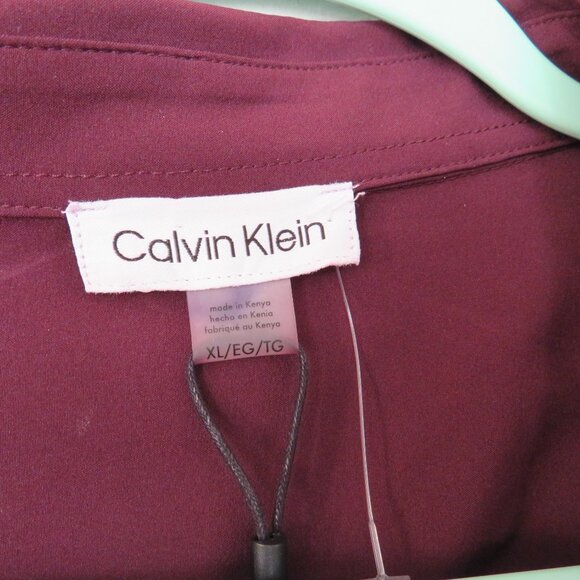 Calvin Klein
made in Kenya
hecho en Kenia
fabriqué au Kenya
XL/EG/TG